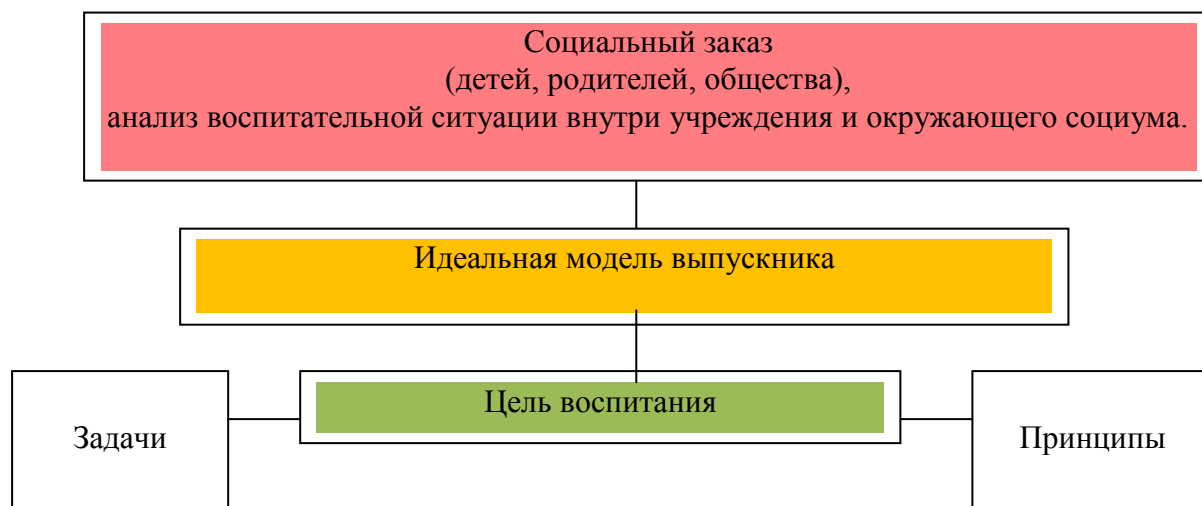 Социальный заказ
(детей, родителей, общества),
анализ воспитательной ситуации внутри учреждения и окружающего социума.
Идеальная модель выпускника
Цель воспитания
Задачи
Принципы